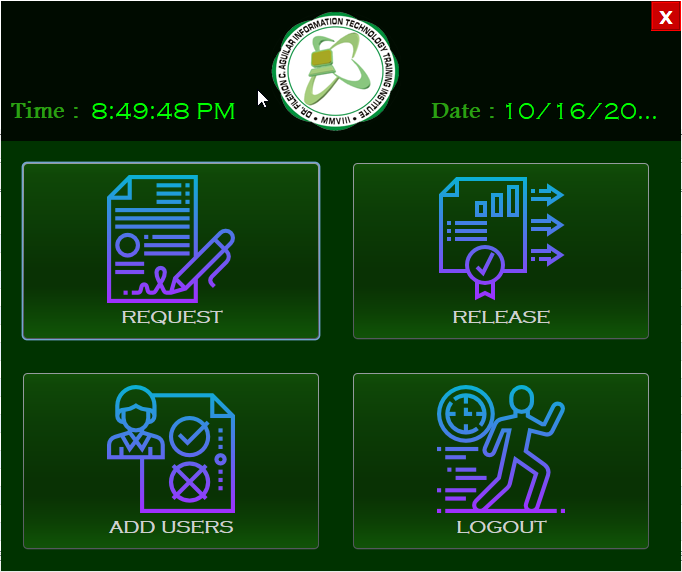 X
DR. FILEMON C. AGUILAR INFORMATION TECHNOLOGY TRAINING INSTITUTE
• MMVIII •
Time : 8:49:48 PM
Date : 10/16/20...
REQUEST
RELEASE
ADD USERS
LOGOUT